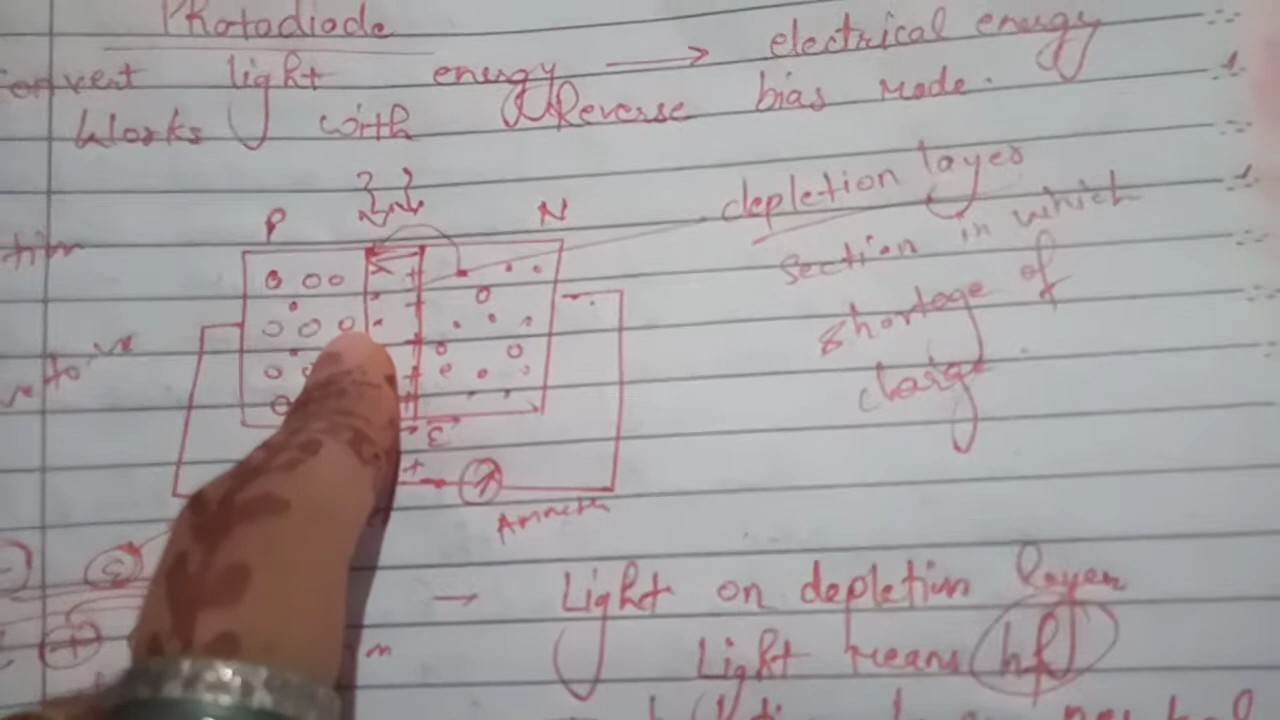 Photodiode
onvert light energy → electrical energy
Works with Reverse bias mode.
P N
depletion layer
section in which
shortage of
charge
ε
+
Ammeter
→ Light on depletion layer
Light means hf